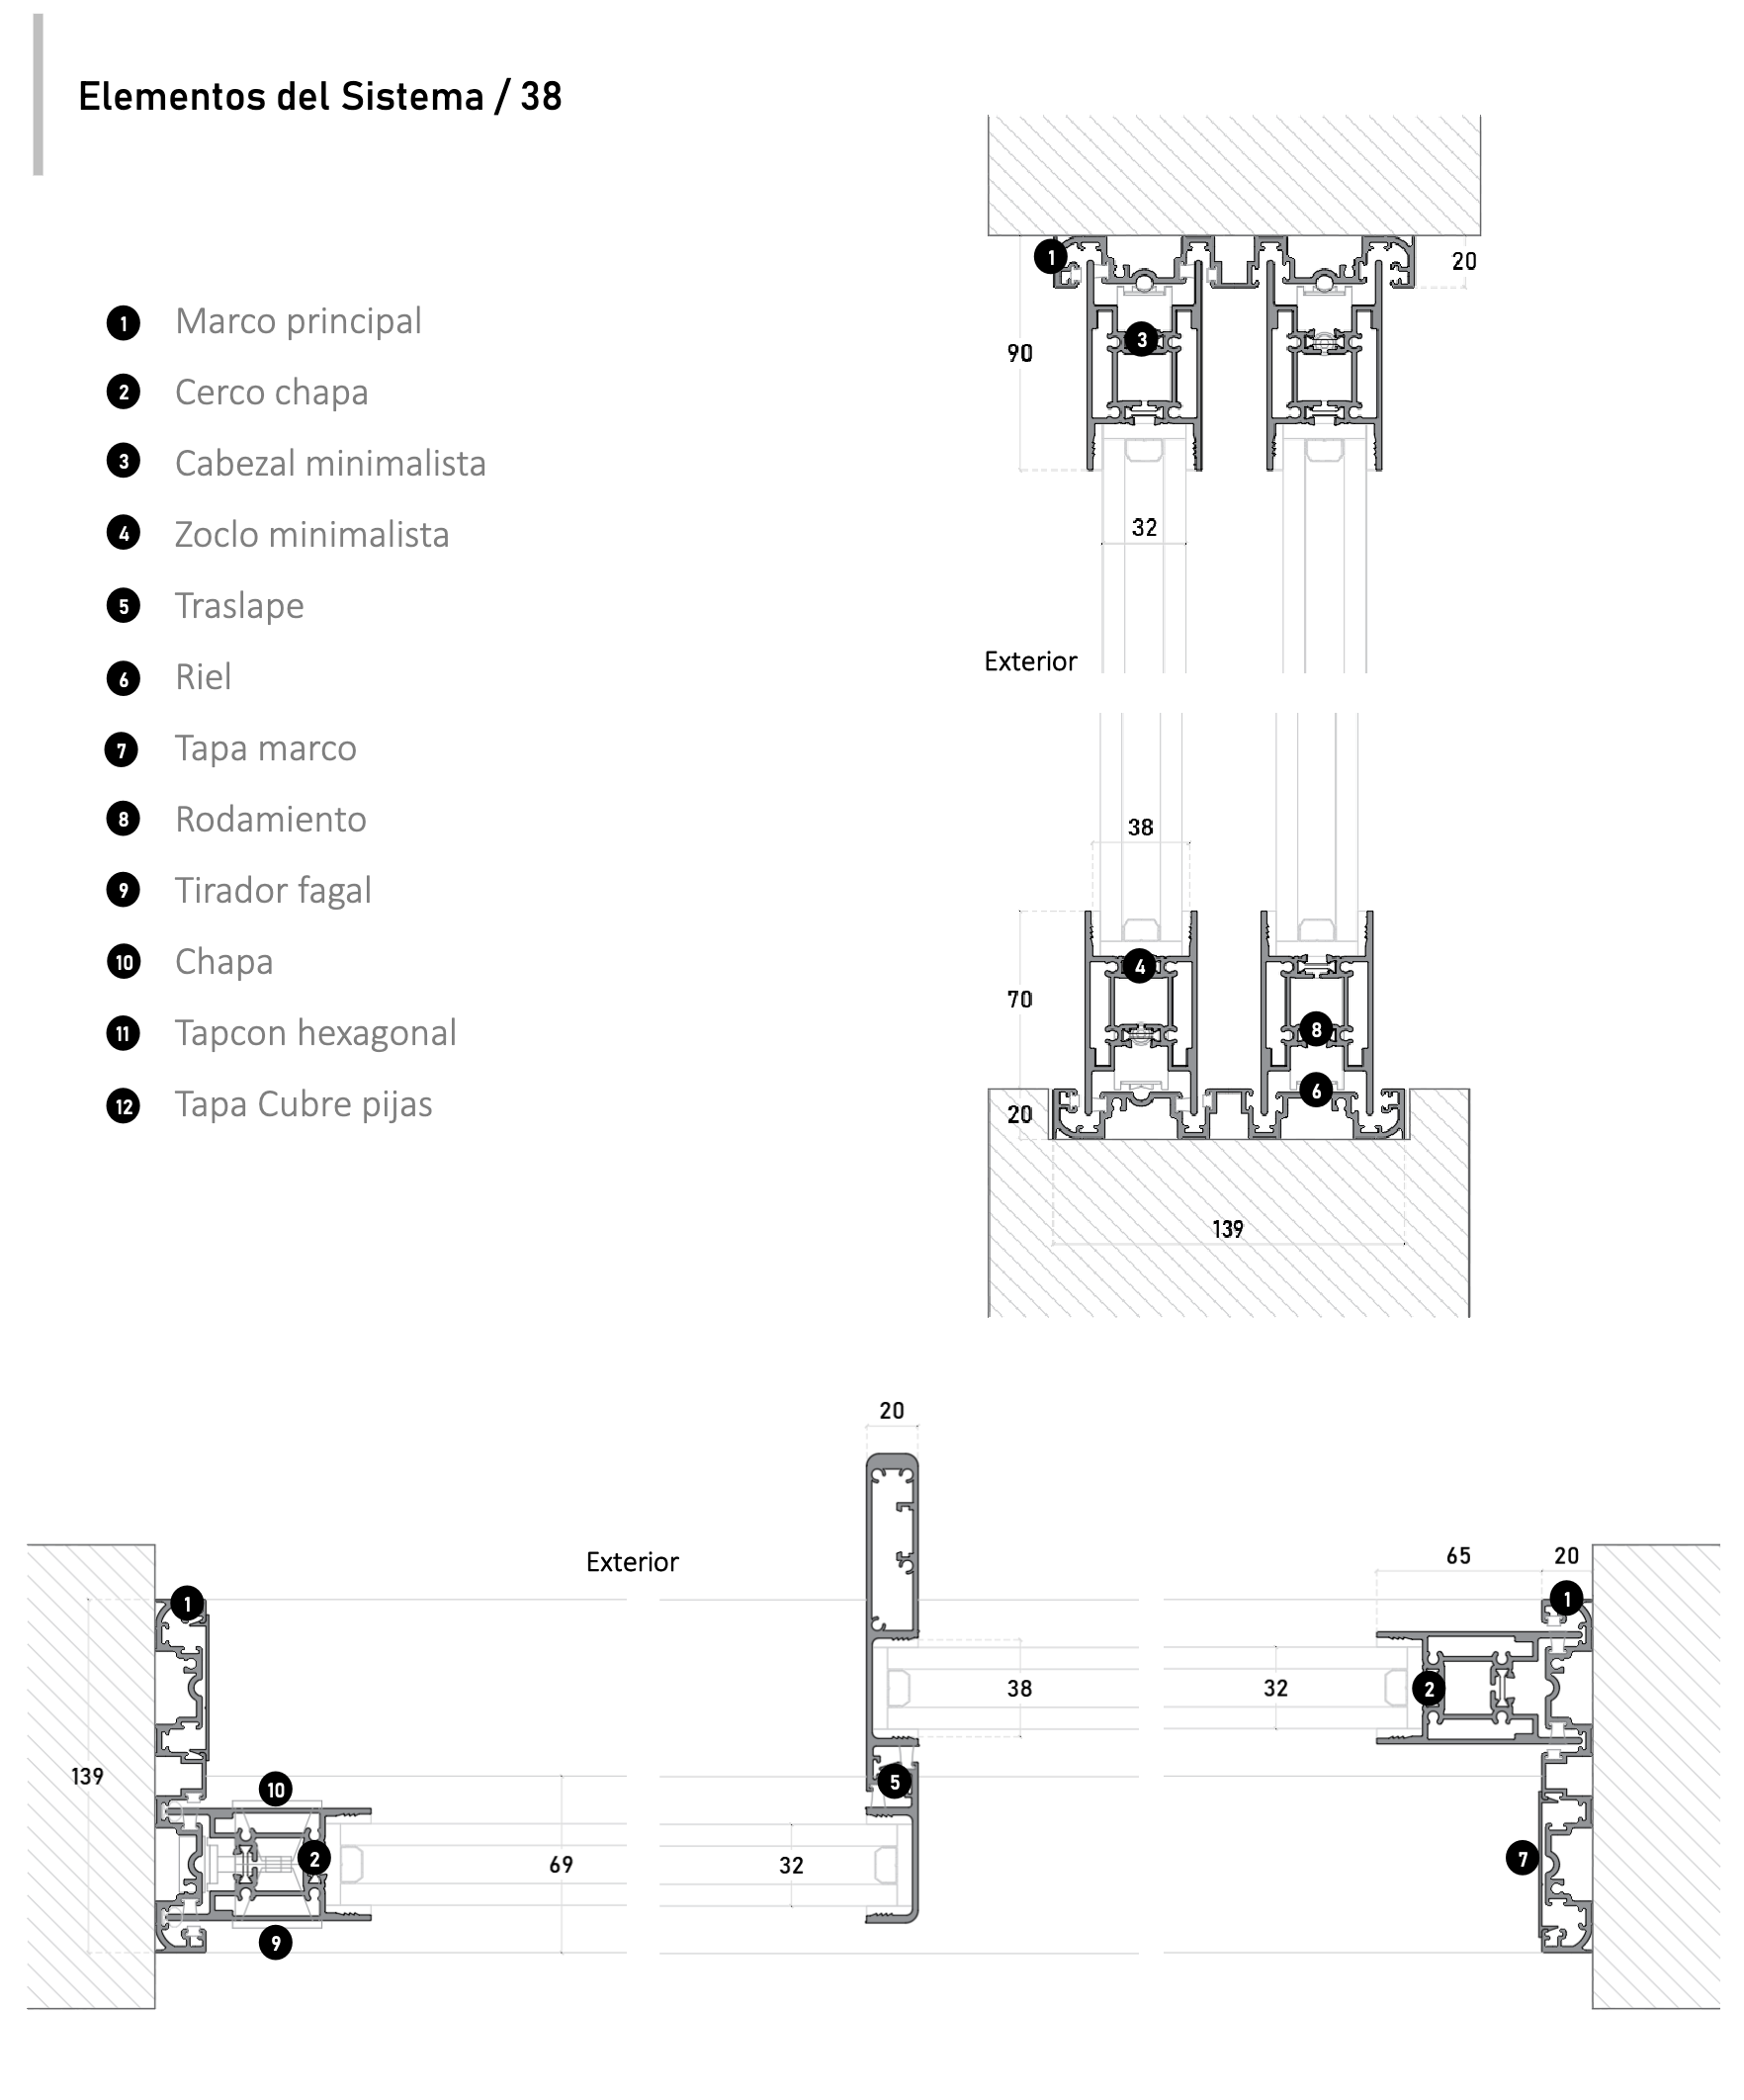 Elementos del Sistema / 38
1 Marco principal
2 Cerco chapa
3 Cabezal minimalista
4 Zoclo minimalista
5 Traslape
6 Riel
7 Tapa marco
8 Rodamiento
9 Tirador fagal
10 Chapa
11 Tapcon hexagonal
12 Tapa Cubre pijas
1
20
3
90
32
Exterior
38
4
70
8
6
20
139
20
Exterior
65 20
1
1
38
32
2
139
10
5
2
69
32
7
9